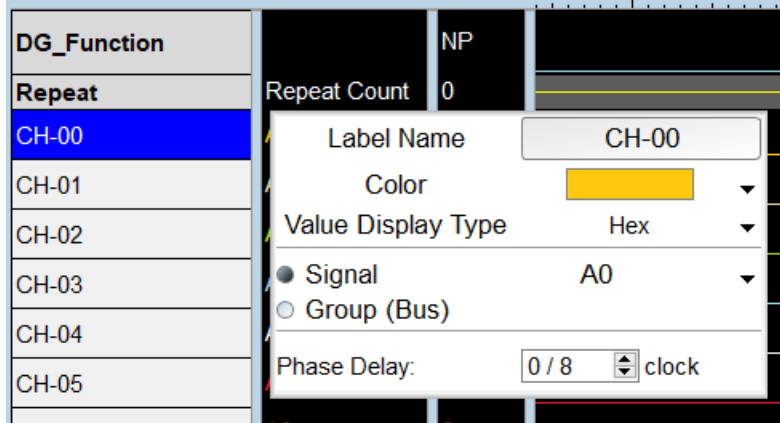 DG_Function NP
Repeat Repeat Count 0
CH-00
CH-01
CH-02
CH-03
CH-04
CH-05
Label Name CH-00
Color
Value Display Type Hex
Signal A0
Group (Bus)
Phase Delay: 0 / 8 clock